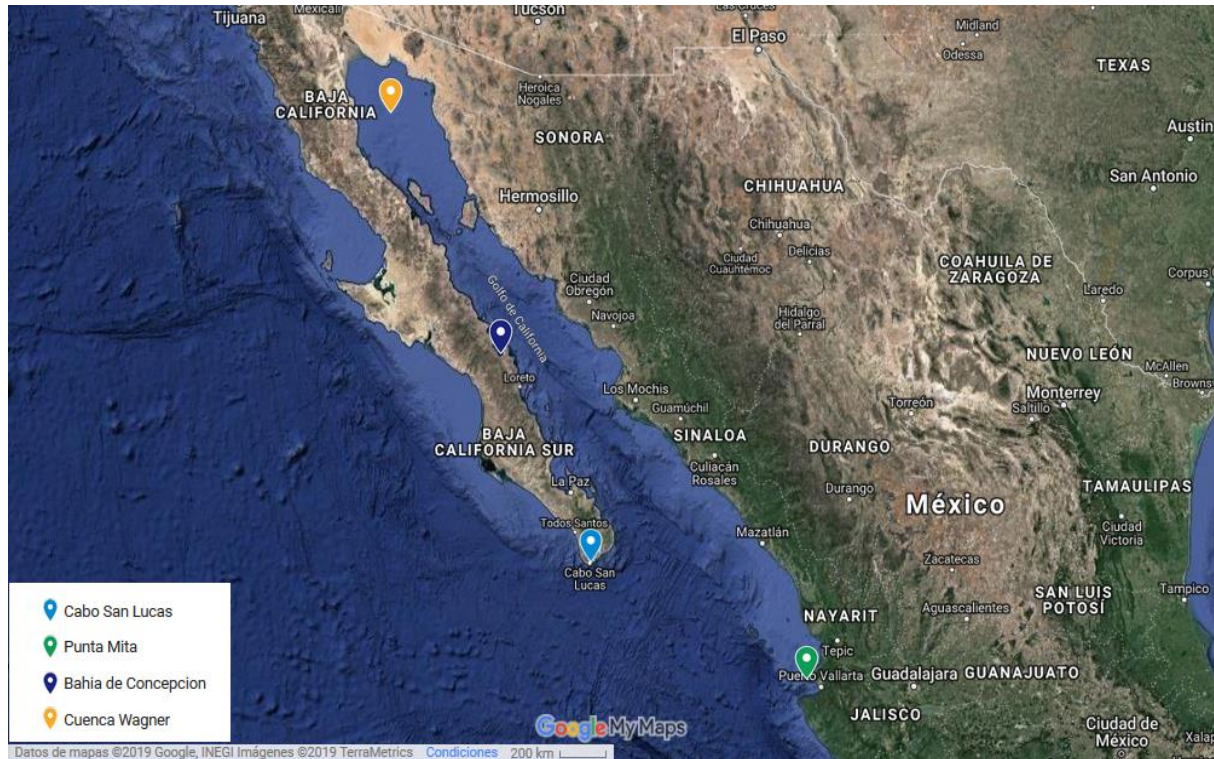 Tijuana
Mexicali
Tucson
Las Cruces
El Paso
Midland
Odessa
TEXAS
BAJA
CALIFORNIA
Heroica
Nogales
SONORA
Austin
San Antonio
Hermosillo
CHIHUAHUA
Chihuahua
Ciudad
Cuauhtémoc
Delicias
COAHUILA DE
ZARAGOZA
Corpus
Laredo
Golfo de California
Ciudad
Obregón
Navojoa
Hidalgo
del Parral
NUEVO LEÓN
McAllen
Browns
Loreto
Los Mochis
Guamúchil
Torreón
Monterrey
Saltillo
BAJA
CALIFORNIA SUR
SINALOA
DURANGO
Culiacán
Rosales
La Paz
Durango
México
TAMAULIPAS
Todos Santos
Mazatlán
Ciudad
Victoria
Cabo San
Lucas
Zacatecas
SAN LUIS
POTOSÍ
Tampico
NAYARIT
Aguascalientes
Tepic
Puerto Vallarta
Guadalajara
GUANAJUATO
JALISCO
Ciudad de
México
Xalap
Cabo San Lucas
Punta Mita
Bahia de Concepcion
Cuenca Wagner
Google My Maps
Datos de mapas ©2019 Google, INEGI Imágenes ©2019 TerraMetrics Condiciones 200 km